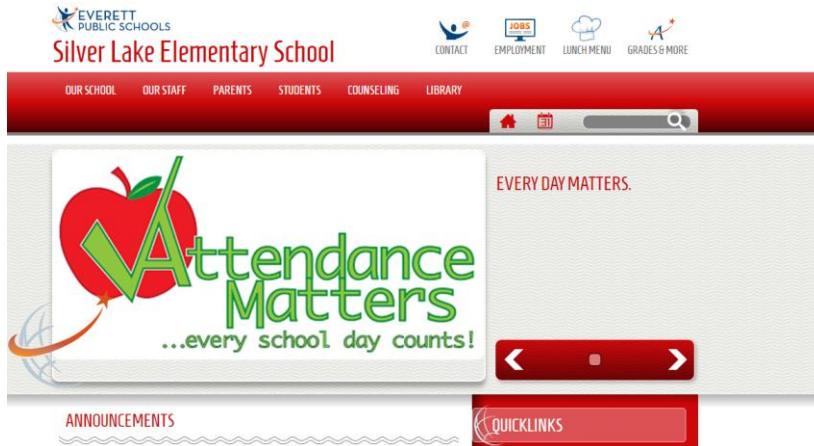 EVERETT
PUBLIC SCHOOLS
Silver Lake Elementary School
JOBS
CONTACT
EMPLOYMENT
LUNCH MENU
GRADES & MORE
OUR SCHOOL
OUR STAFF
PARENTS
STUDENTS
COUNSELING
LIBRARY
31
EVERY DAY MATTERS.
Attendance
Matters
...every school day counts!
ANNOUNCEMENTS
QUICKLINKS